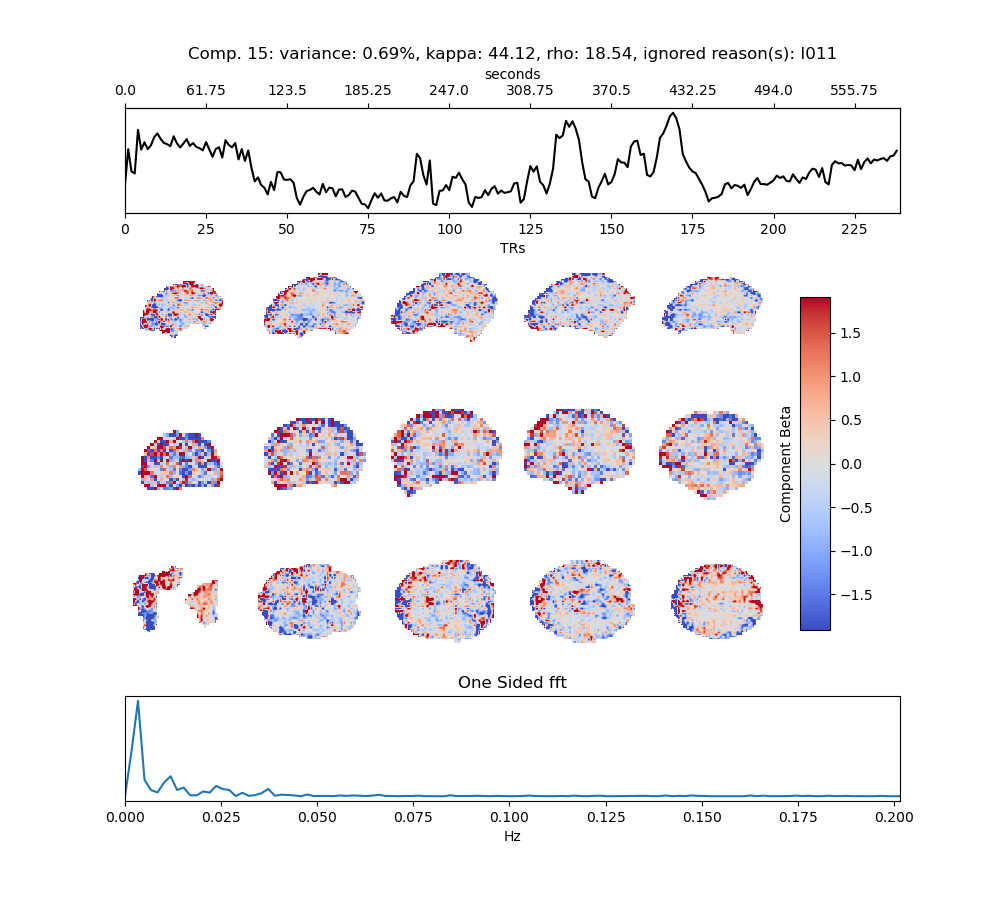 Comp. 15: variance: 0.69%, kappa: 44.12, rho: 18.54, ignored reason(s): I011
seconds
0.0 61.75 123.5 185.25 247.0 308.75 370.5 432.25 494.0 555.75
0 25 50 75 100 125 150 175 200 225
TRs
1.5
1.0
0.5
0.0
−0.5
−1.0
−1.5
Component Beta
One Sided fft
0.000 0.025 0.050 0.075 0.100 0.125 0.150 0.175 0.200
Hz